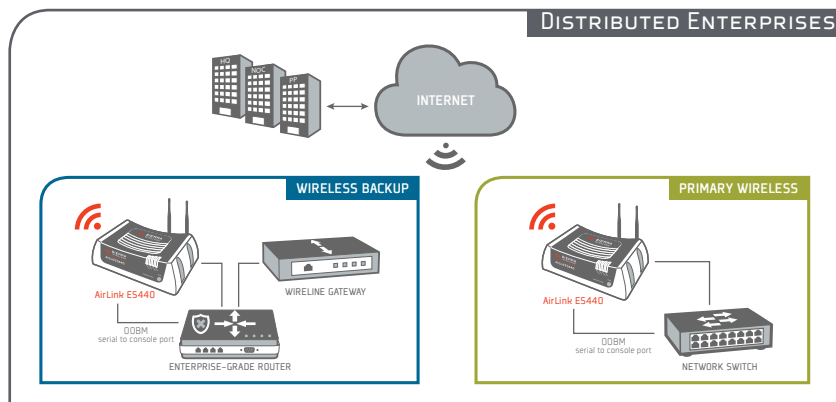 DISTRIBUTED ENTERPRISES
HQ
NOC
PP
INTERNET
WIRELESS BACKUP
AirLink ES440
WIRELINE GATEWAY
OOBM
serial to console port
ENTERPRISE-GRADE ROUTER
PRIMARY WIRELESS
AirLink ES440
OOBM
serial to console port
NETWORK SWITCH